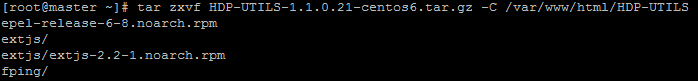 [root@master ~]# tar zxvf HDP-UTILS-1.1.0.21-centos6.tar.gz -C /var/www/html/HDP-UTILS
epel-release-6-8.noarch.rpm
extjs/
extjs/extjs-2.2-1.noarch.rpm
fping/